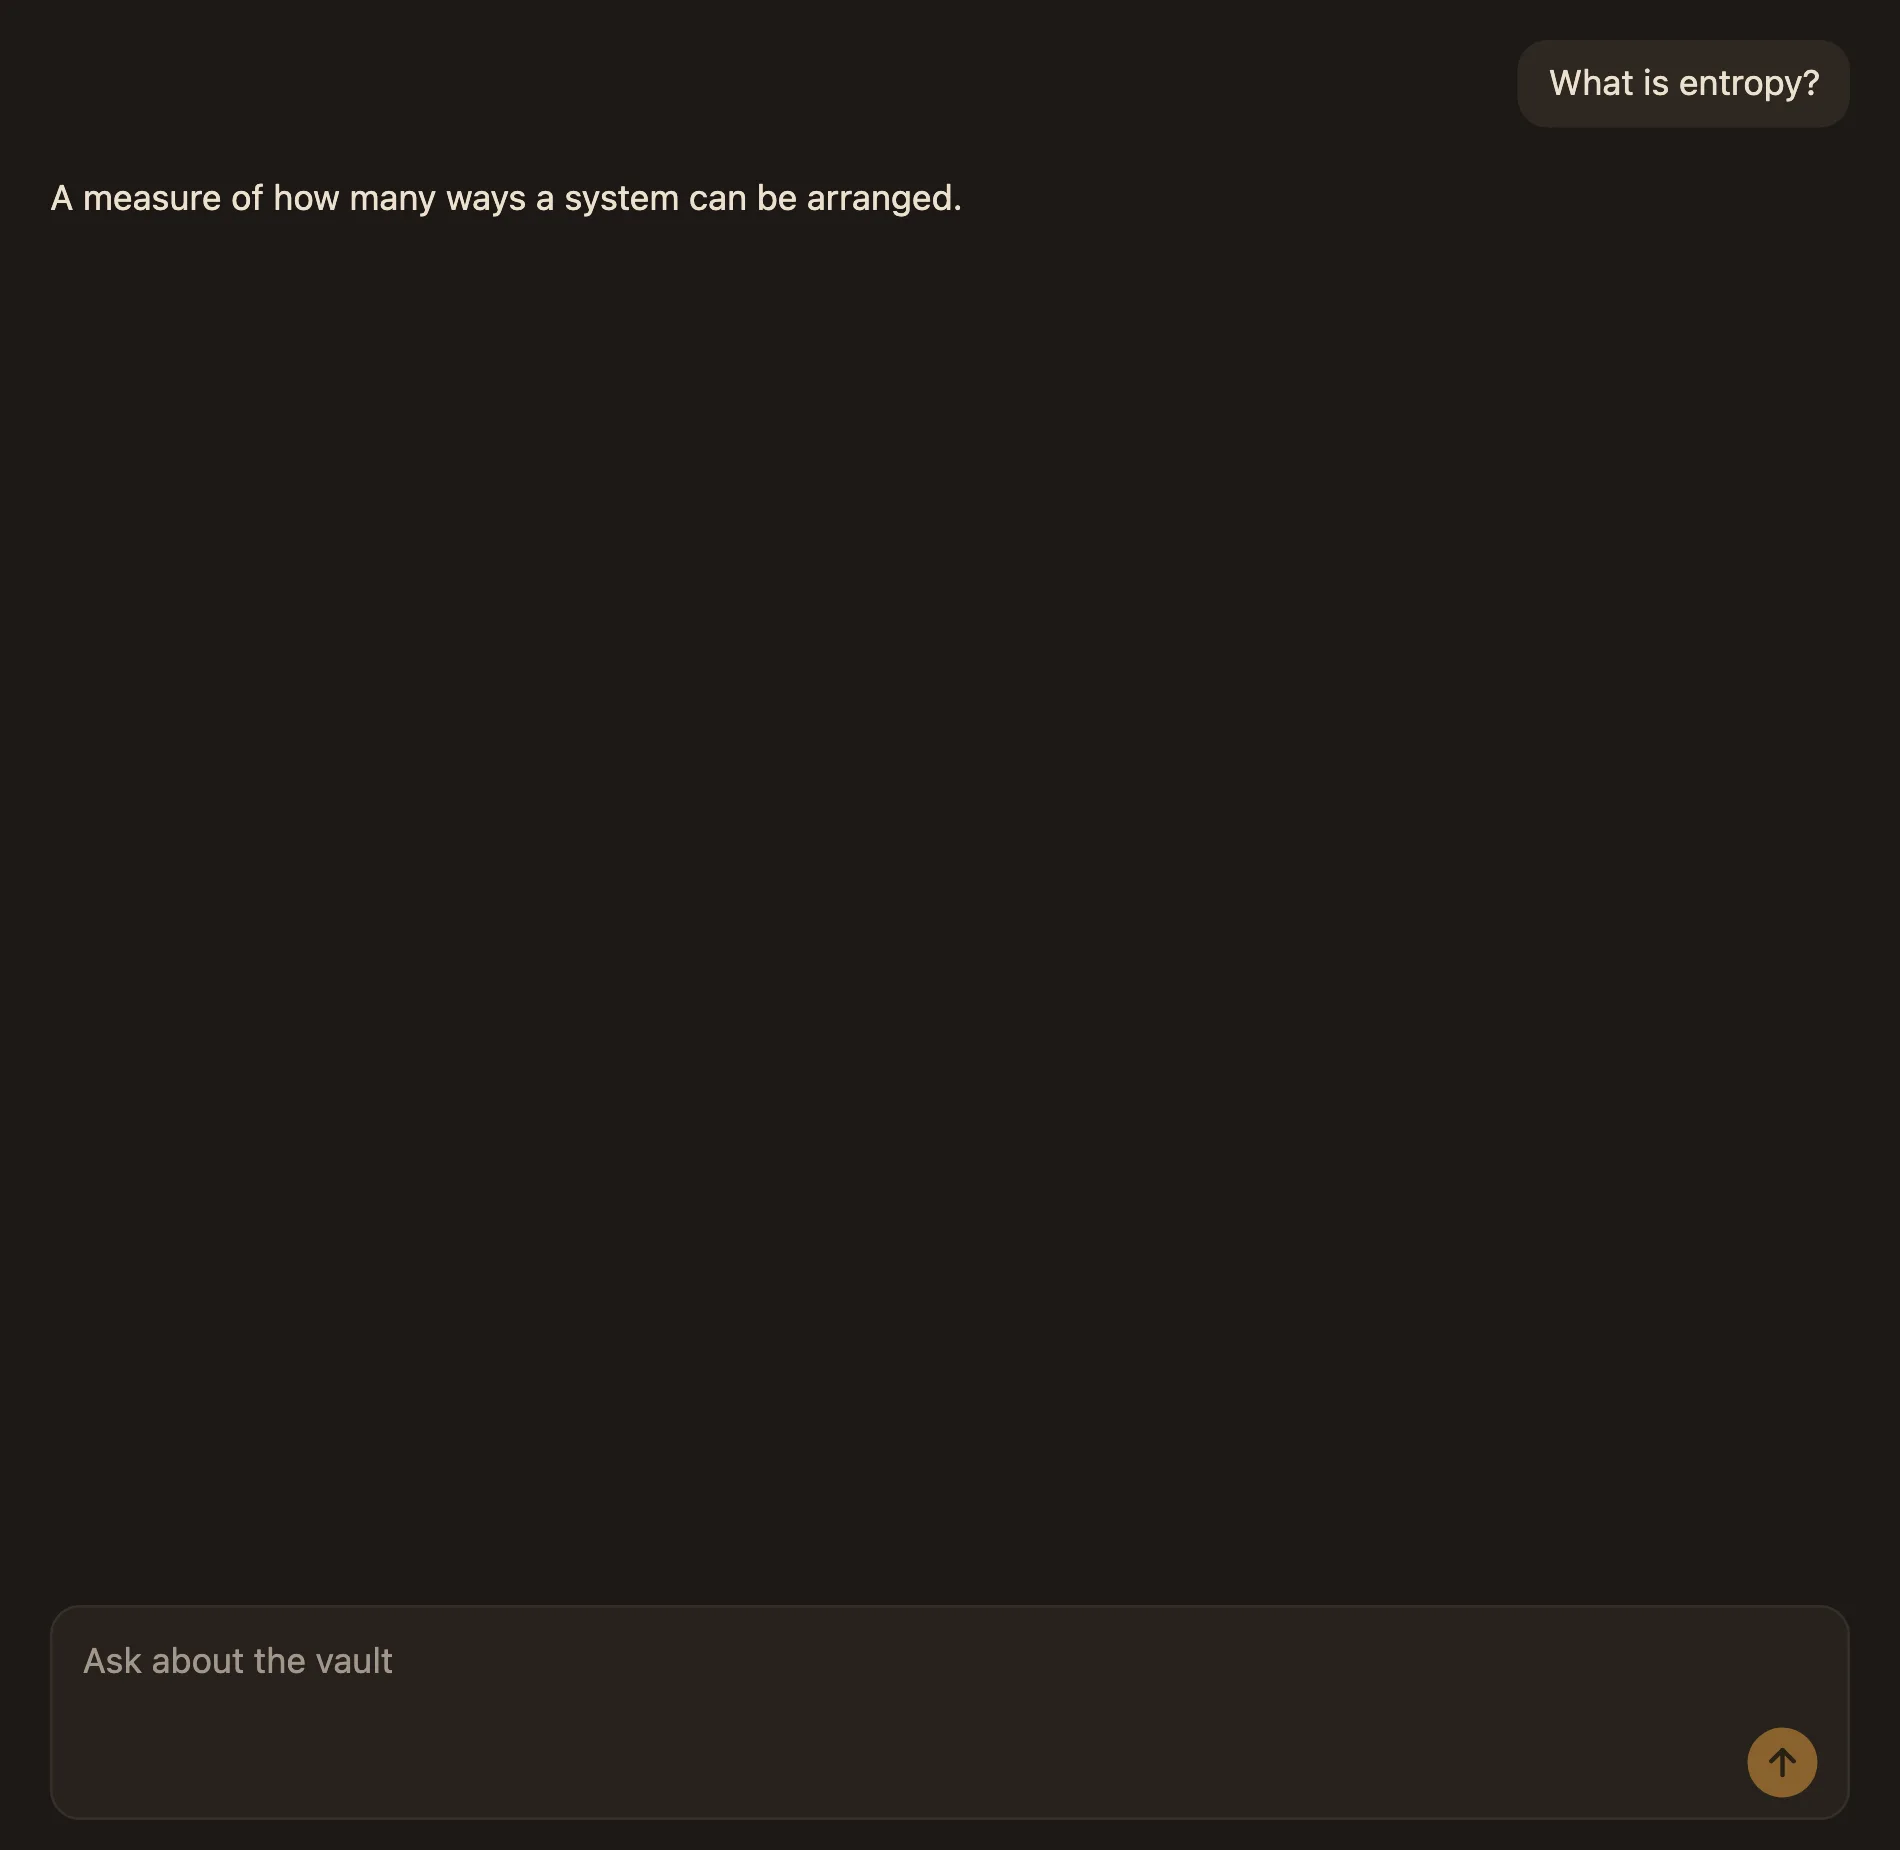 What is entropy?
A measure of how many ways a system can be arranged.
Ask about the vault